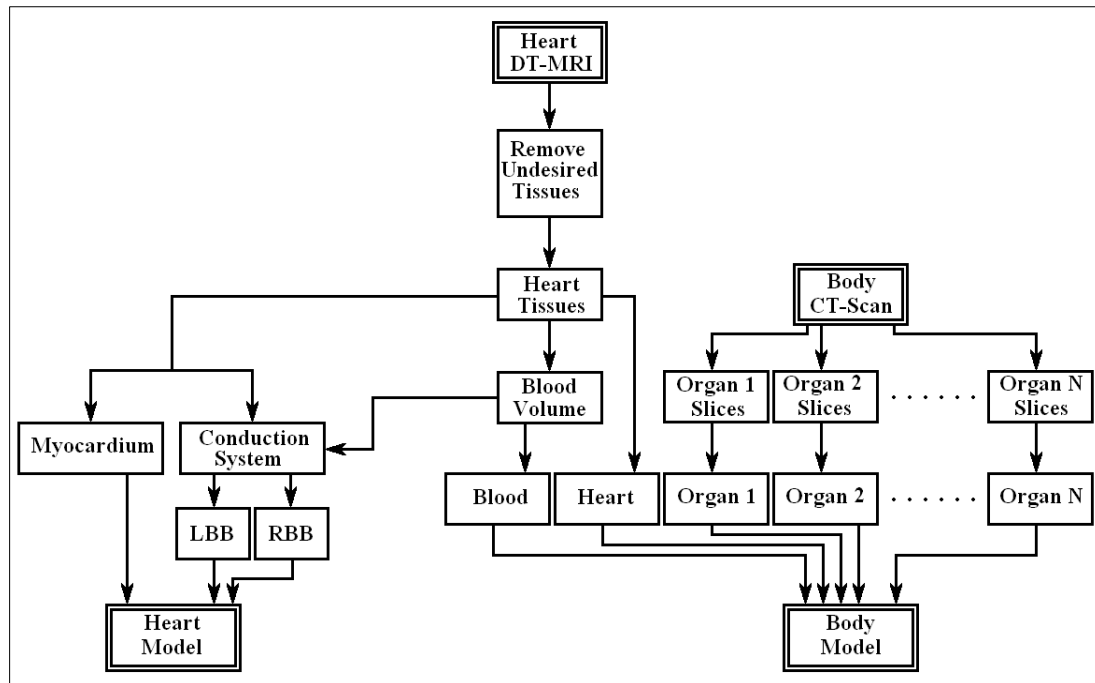 Heart
DT-MRI
Remove
Undesired
Tissues
Heart
Tissues
Body
CT-Scan
Blood
Volume
Organ 1
Slices
Organ 2
Slices
. . . . . .
Organ N
Slices
Myocardium
Conduction
System
Blood
Heart
Organ 1
Organ 2
. . . . . .
Organ N
LBB
RBB
Heart
Model
Body
Model